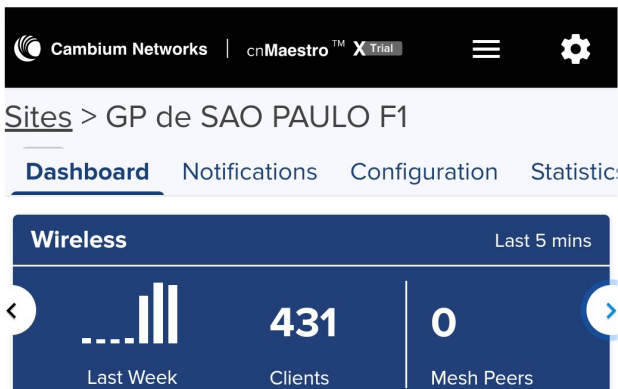 Cambium Networks | cnMaestro™ X Trial
Sites > GP de SAO PAULO F1
Dashboard Notifications Configuration Statistics
Wireless Last 5 mins
431 0
Last Week Clients Mesh Peers